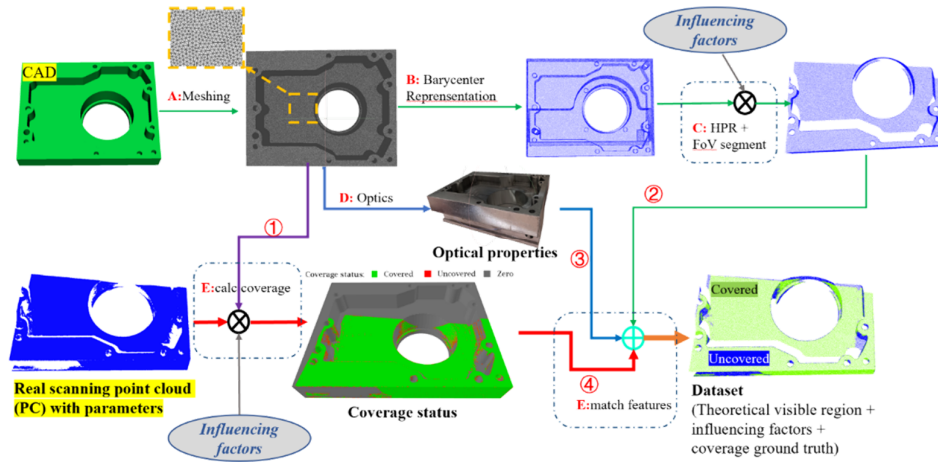 Influencing
factors
CAD
A:Meshing
B: Barycenter
Reprensentation
C: HPR +
FoV segment
D: Optics
①
②
Optical properties
③
Coverage status: Covered Uncovered Zero
E:calc coverage
Covered
Uncovered
④
E:match features
Real scanning point cloud
(PC) with parameters
Coverage status
Dataset
(Theoretical visible region +
influencing factors +
coverage ground truth)
Influencing
factors